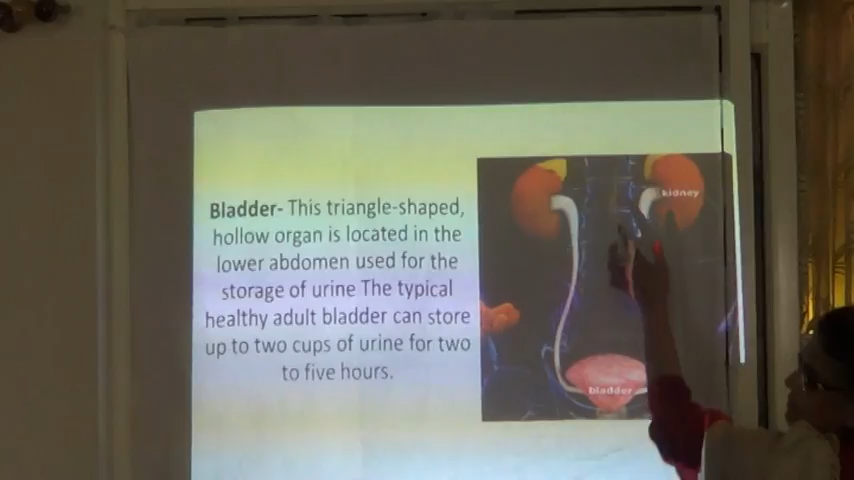 Bladder- This triangle-shaped,
hollow organ is located in the
lower abdomen used for the
storage of urine The typical
healthy adult bladder can store
up to two cups of urine for two
to five hours.
kidney
bladder